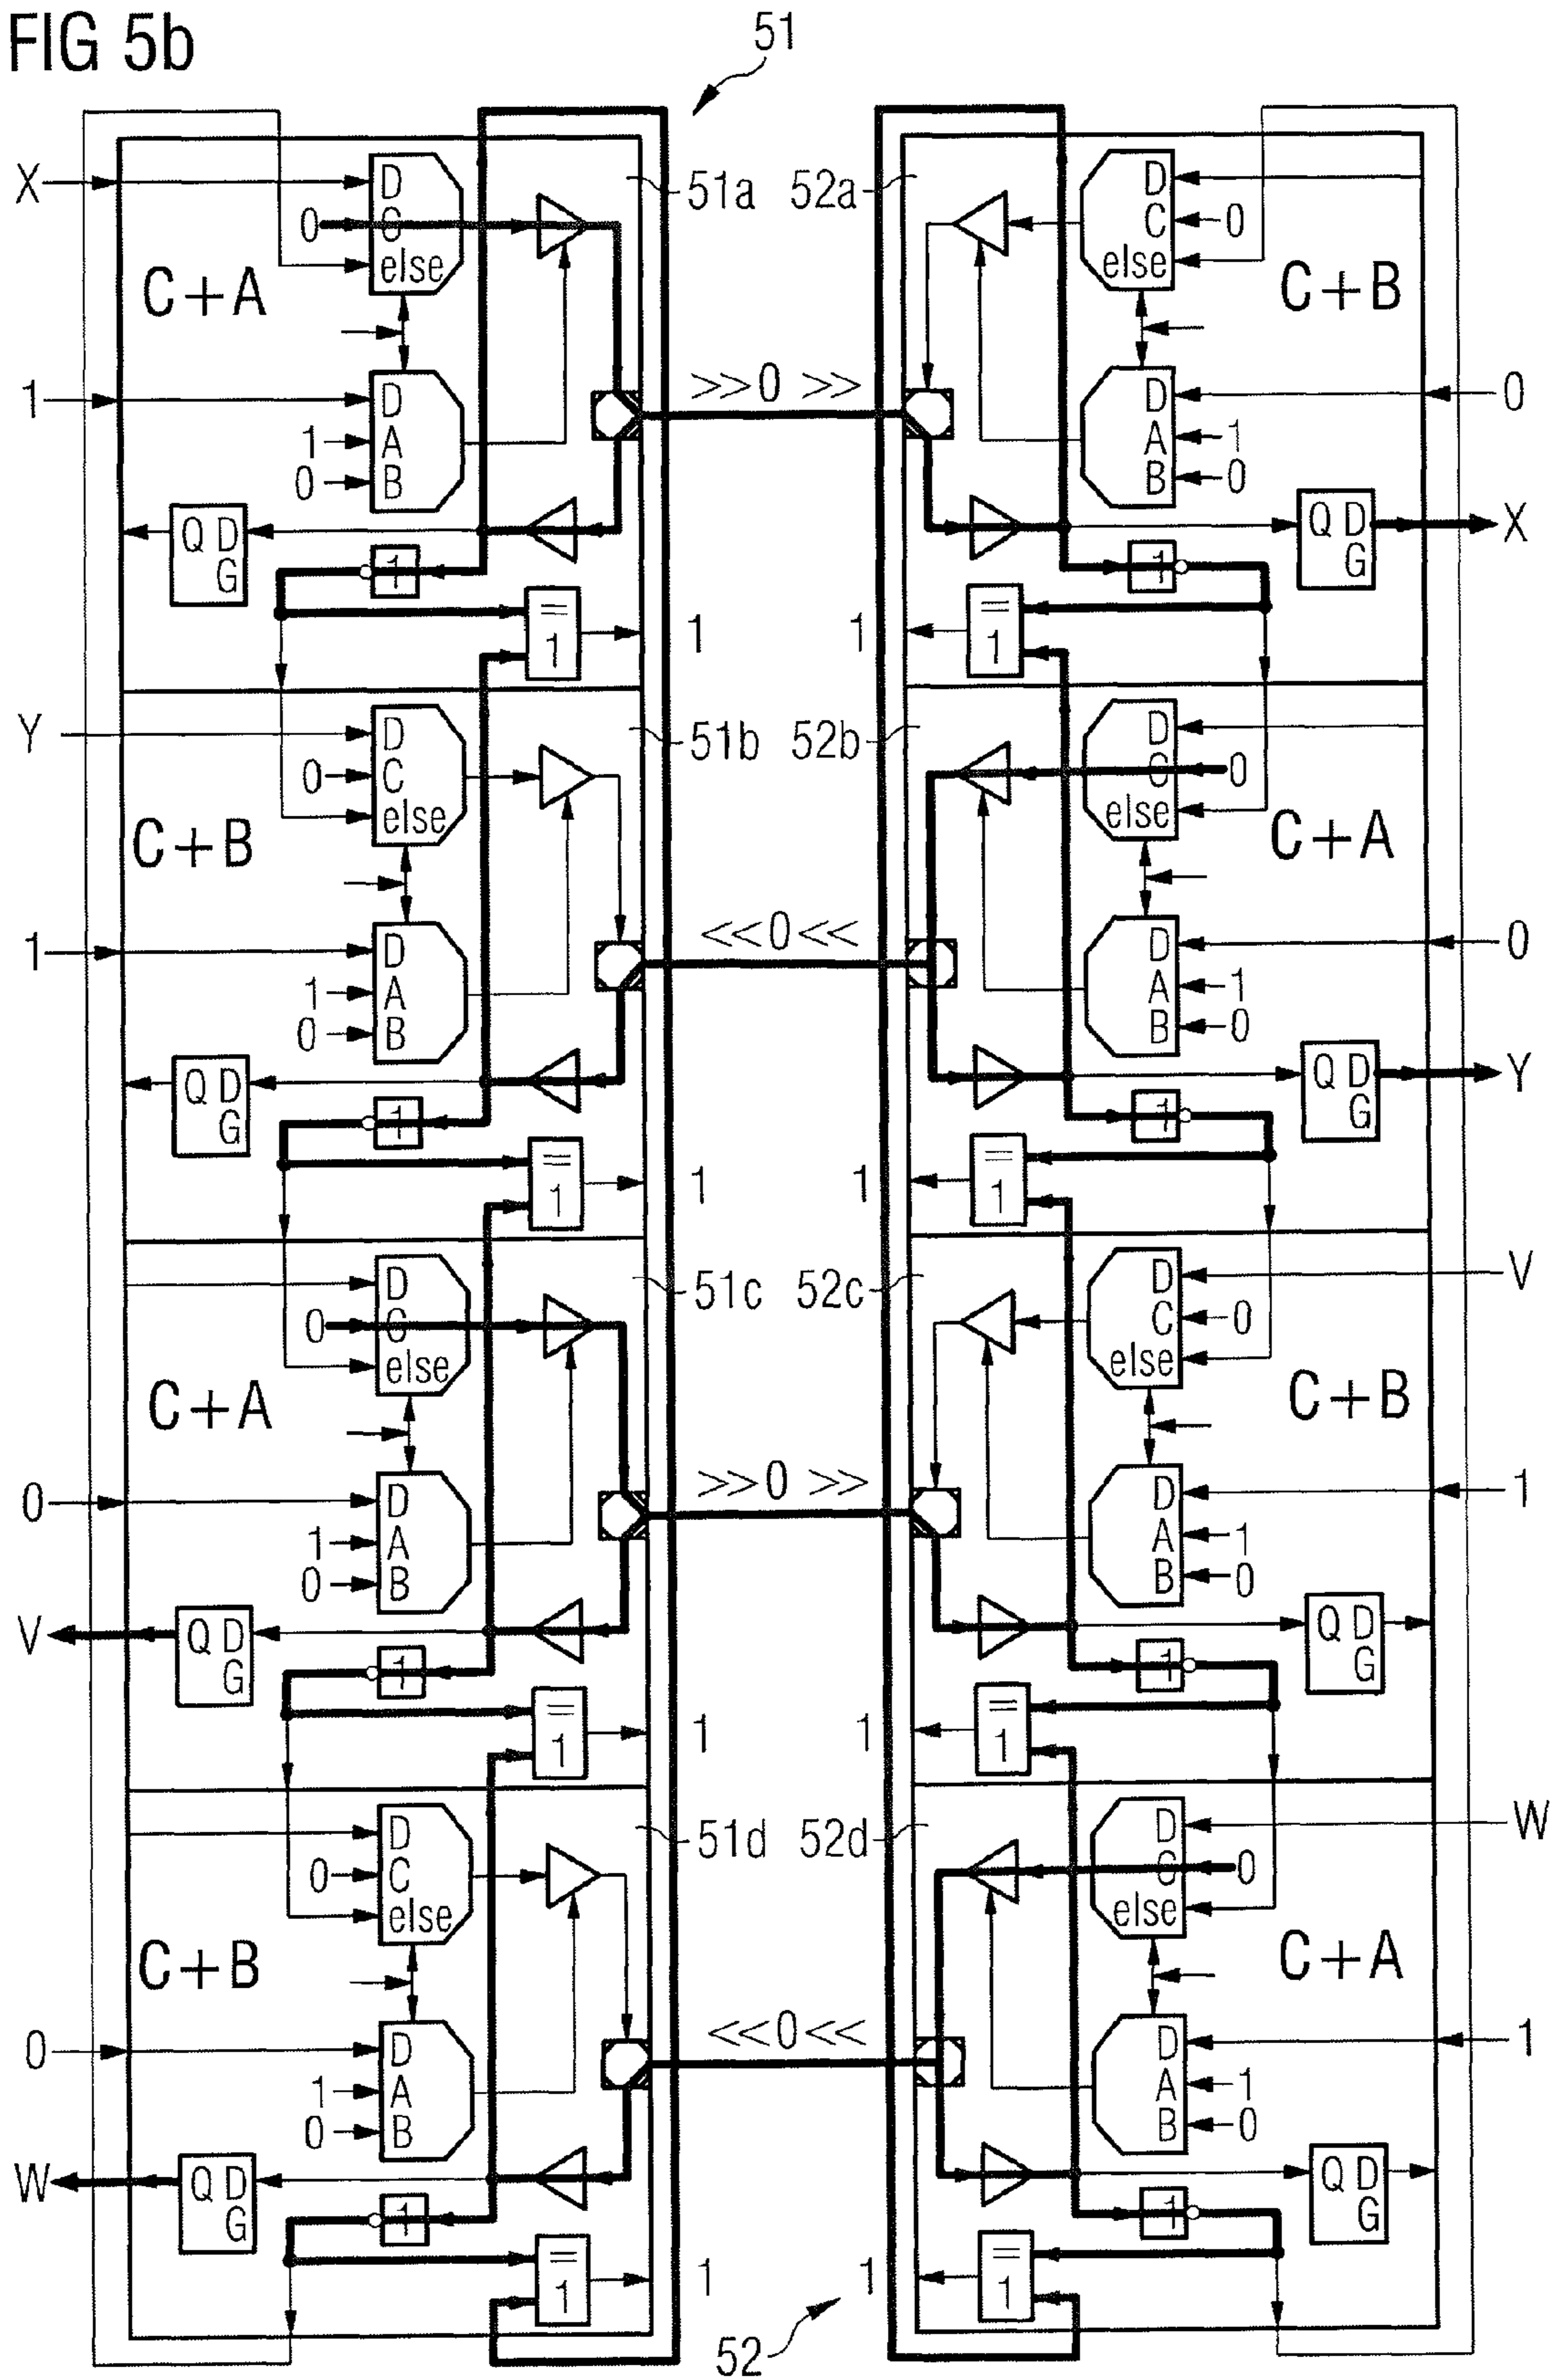 FIG 5b
51
X D 51a 52a D
0 C C 0
else else
C+A C+B
>>0 >>
1 D D 0
1 A A 1
0 B B 0
Q D Q D X
G G
1 1
= =
1 1 1 1
Y D 51b 52b D
0 C C 0
else else
C+B C+A
<<0<<
1 D D 0
1 A A 1
0 B B 0
Q D Q D Y
G G
1 1
= =
1 1 1 1
D 51c 52c D V
0 C C 0
else else
C+A C+B
>>0 >>
0 D D 1
1 A A 1
0 B B 0
V Q D Q D
G G
1 1
= =
1 1 1 1
D 51d 52d D W
0 C C 0
else else
C+B C+A
<<0<<
0 D D 1
1 A A 1
0 B B 0
W Q D Q D
G G
1 1
= =
1 1 1 1
52